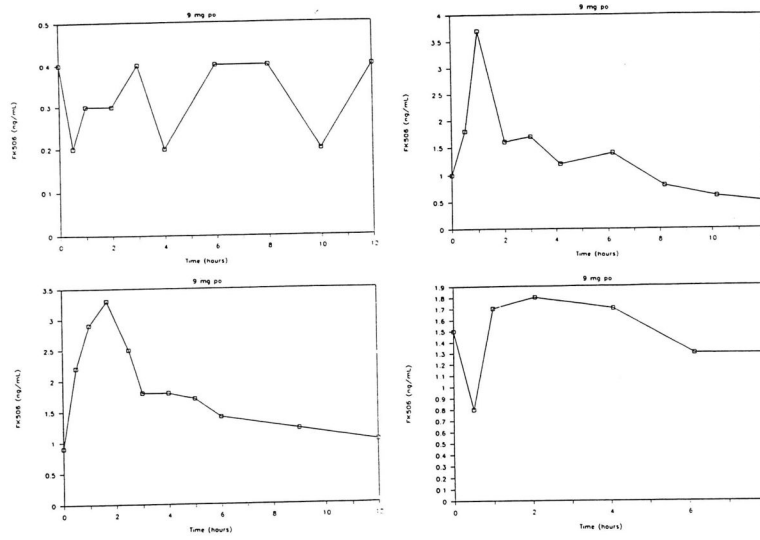 9 mg po
0.5
0.4
0.3
0.2
0.1
0
FK506 (ng/mL)
0 2 4 6 8 10 12
Time (hours)
9 mg po
4
3.5
3
2.5
2
1.5
1
0.5
0
FK506 (ng/mL)
0 2 4 6 8 10
Time (hours)
9 mg po
3.5
3
2.5
2
1.5
1
0.5
0
FK506 (ng/mL)
0 2 4 6 8 10 12
Time (hours)
9 mg po
1.9
1.8
1.7
1.6
1.5
1.4
1.3
1.2
1.1
1
0.9
0.8
0.7
0.6
0.5
0.4
0.3
0.2
0.1
0
FK506 (ng/mL)
0 2 4 6
Time (hours)